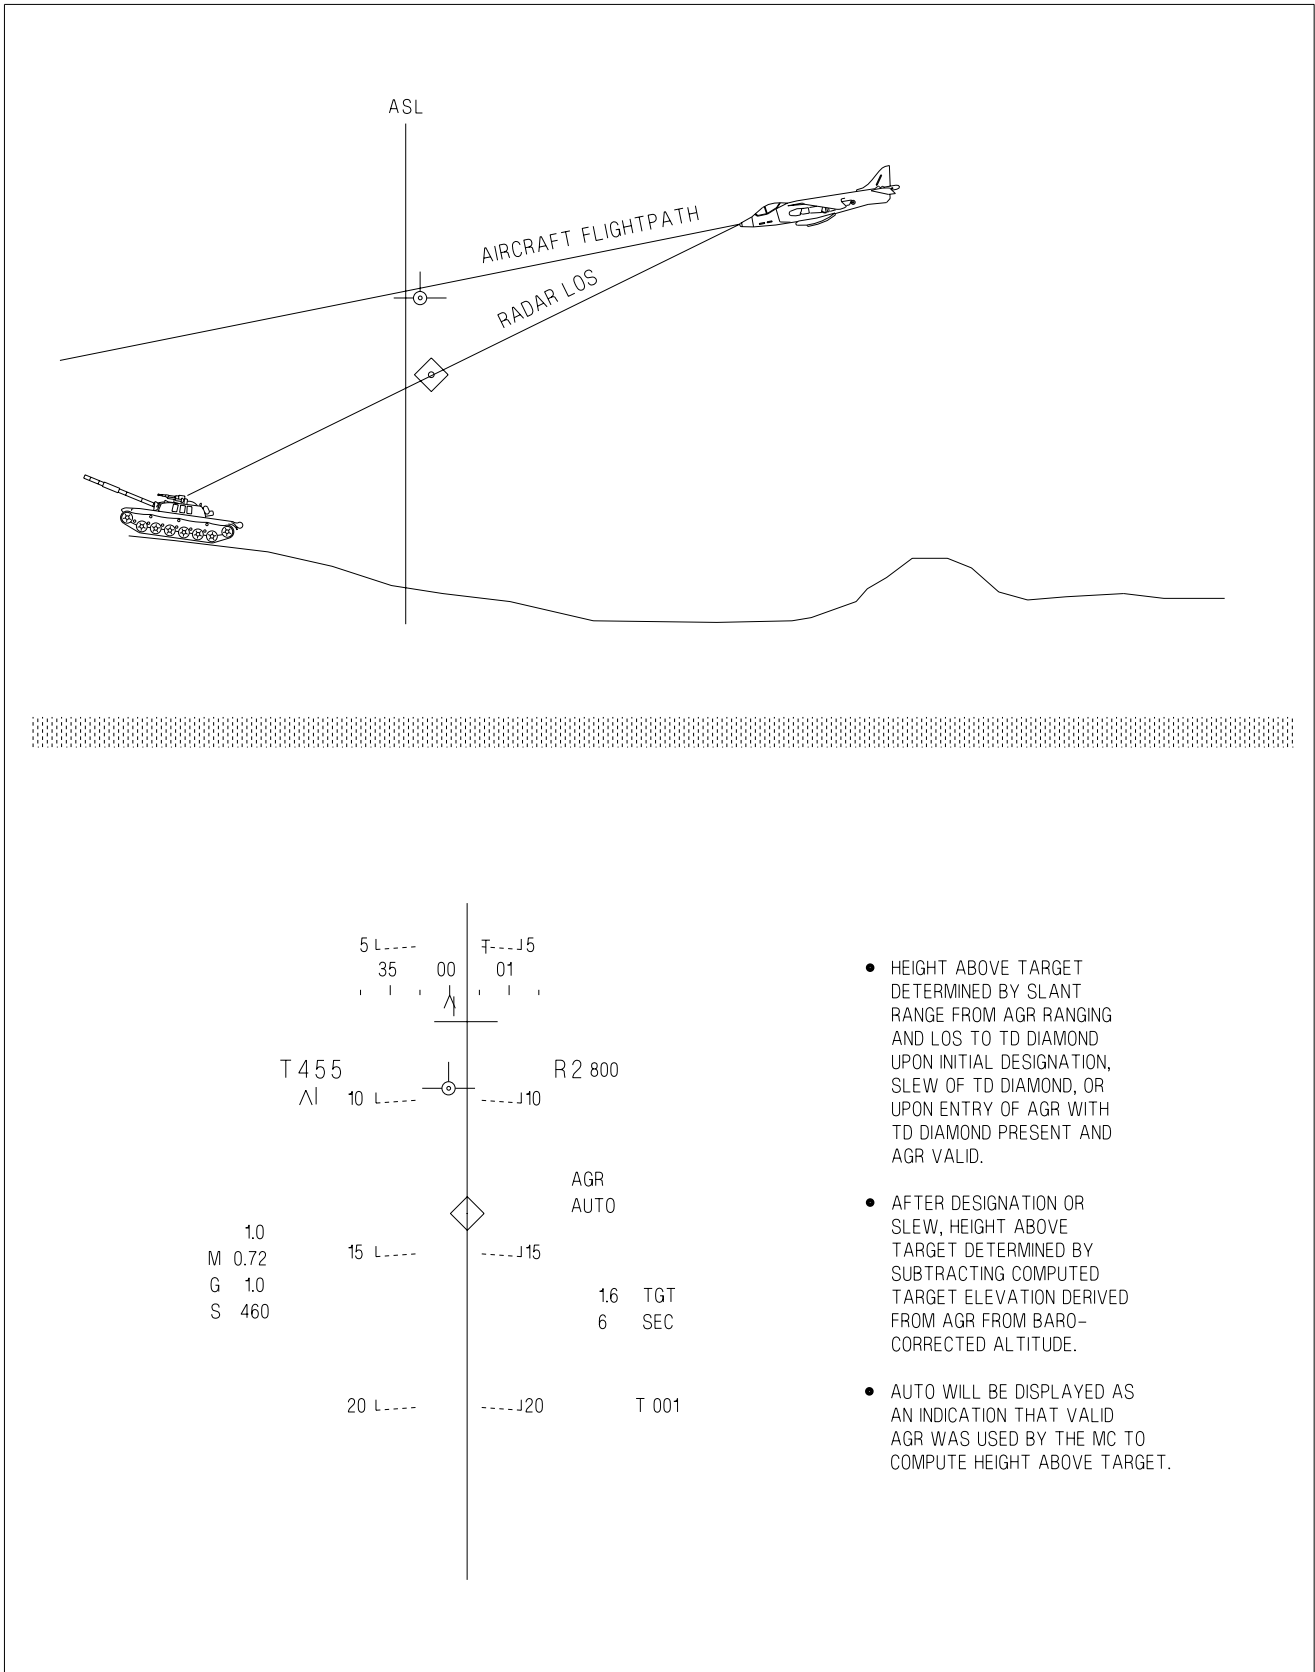 ASL
AIRCRAFT FLIGHTPATH
RADAR LOS
5 5
35 00 01
T 455 R 2 800
10 10
AGR
AUTO
1.0
M 0.72
G 1.0
S 460
15 15
1.6 TGT
6 SEC
20 20 T 001
• HEIGHT ABOVE TARGET
DETERMINED BY SLANT
RANGE FROM AGR RANGING
AND LOS TO TD DIAMOND
UPON INITIAL DESIGNATION,
SLEW OF TD DIAMOND, OR
UPON ENTRY OF AGR WITH
TD DIAMOND PRESENT AND
AGR VALID.
• AFTER DESIGNATION OR
SLEW, HEIGHT ABOVE
TARGET DETERMINED BY
SUBTRACTING COMPUTED
TARGET ELEVATION DERIVED
FROM AGR FROM BARO-
CORRECTED ALTITUDE.
• AUTO WILL BE DISPLAYED AS
AN INDICATION THAT VALID
AGR WAS USED BY THE MC TO
COMPUTE HEIGHT ABOVE TARGET.